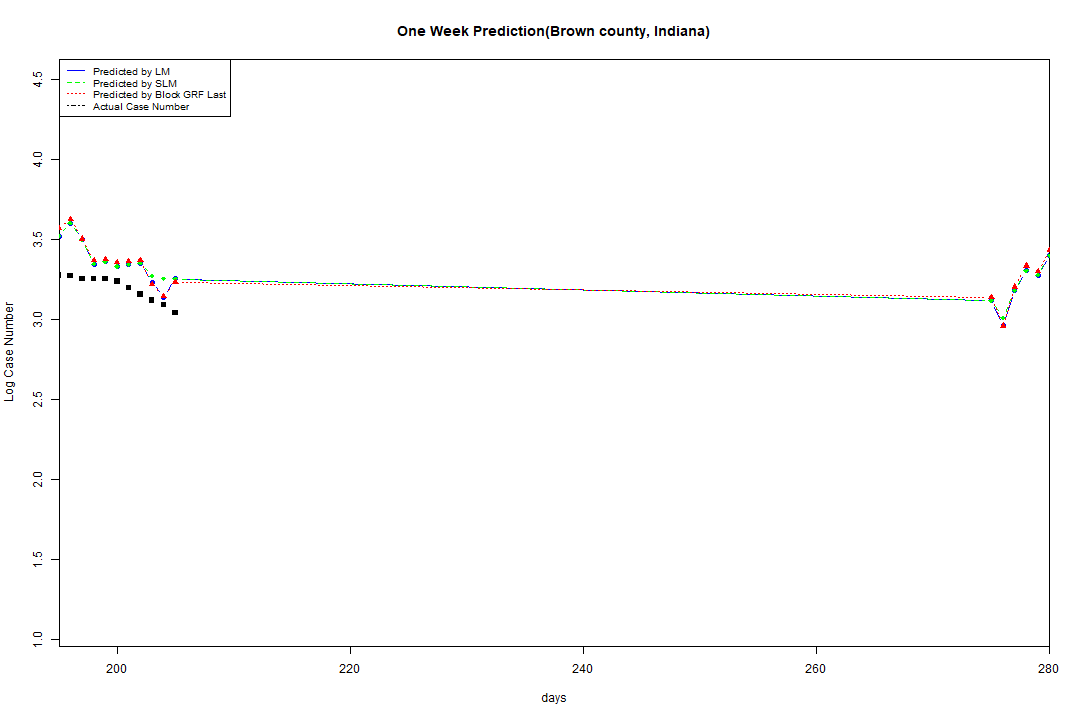 One Week Prediction(Brown county, Indiana)
Predicted by LM
Predicted by SLM
Predicted by Block GRF Last
Actual Case Number
4.5
4.0
3.5
3.0
2.5
2.0
1.5
1.0
Log Case Number
200
220
240
260
280
days